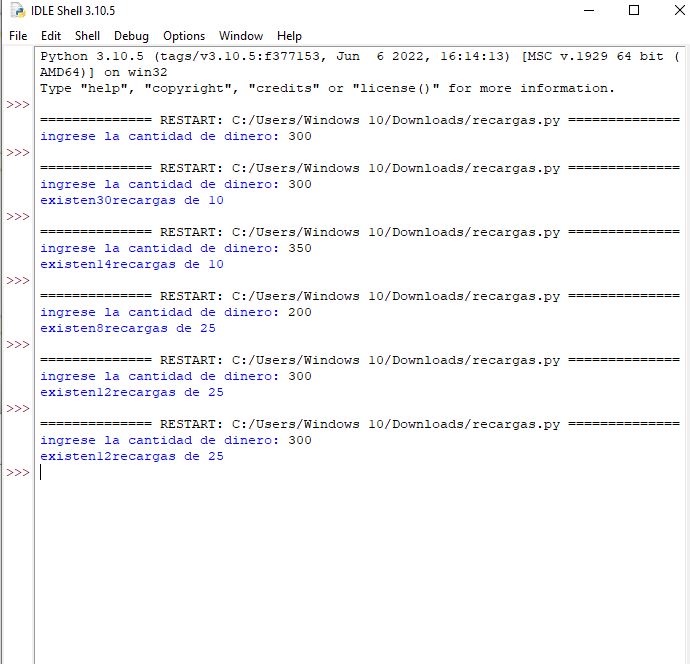 IDLE Shell 3.10.5
File Edit Shell Debug Options Window Help
Python 3.10.5 (tags/v3.10.5:f377153, Jun  6 2022, 16:14:13) [MSC v.1929 64 bit (
AMD64)] on win32
Type "help", "copyright", "credits" or "license()" for more information.
>>>
============== RESTART: C:/Users/Windows 10/Downloads/recargas.py ==============
ingrese la cantidad de dinero: 300
>>>
============== RESTART: C:/Users/Windows 10/Downloads/recargas.py ==============
ingrese la cantidad de dinero: 300
existen30recargas de 10
>>>
============== RESTART: C:/Users/Windows 10/Downloads/recargas.py ==============
ingrese la cantidad de dinero: 350
existen14recargas de 10
>>>
============== RESTART: C:/Users/Windows 10/Downloads/recargas.py ==============
ingrese la cantidad de dinero: 200
existen8recargas de 25
>>>
============== RESTART: C:/Users/Windows 10/Downloads/recargas.py ==============
ingrese la cantidad de dinero: 300
existen12recargas de 25
>>>
============== RESTART: C:/Users/Windows 10/Downloads/recargas.py ==============
ingrese la cantidad de dinero: 300
existen12recargas de 25
>>>